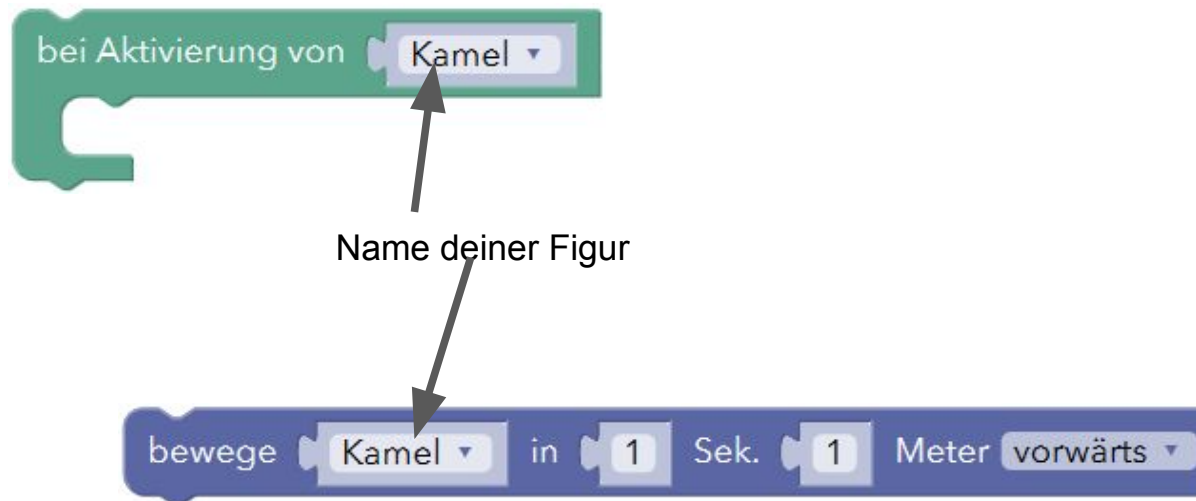 bei Aktivierung von Kamel
Name deiner Figur
bewege Kamel in 1 Sek. 1 Meter vorwärts